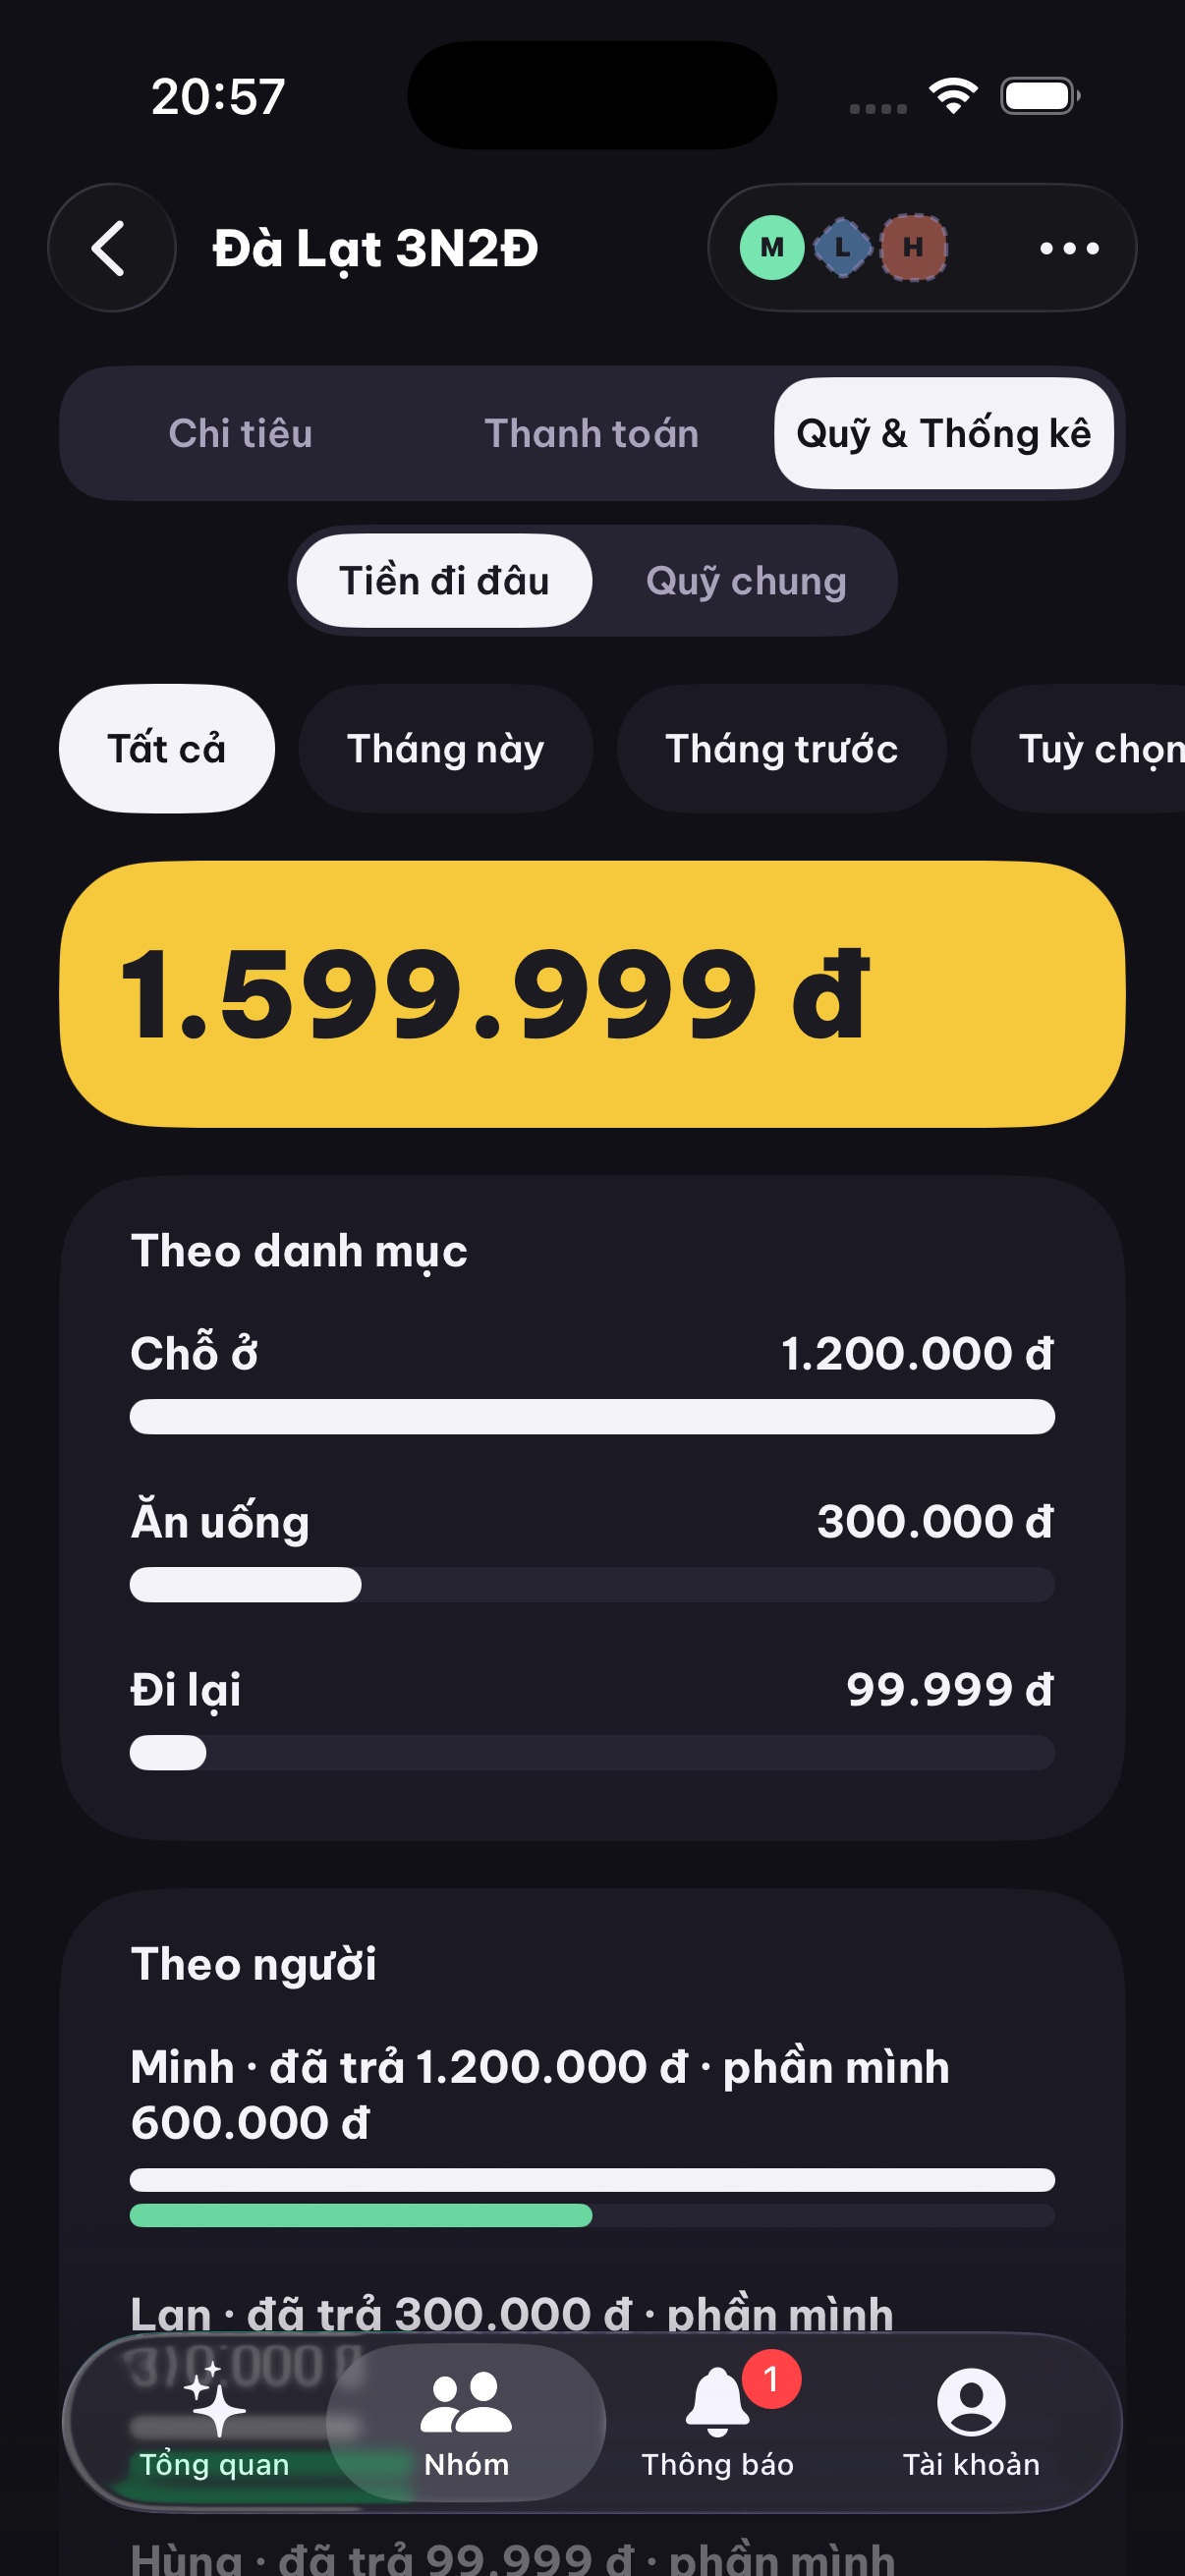 20:57
Đà Lạt 3N2Đ
M L H
Chi tiêu Thanh toán Quỹ & Thống kê
Tiền đi đâu Quỹ chung
Tất cả Tháng này Tháng trước Tuỳ chọn
1.599.999 đ
Theo danh mục
Chỗ ở 1.200.000 đ
Ăn uống 300.000 đ
Đi lại 99.999 đ
Theo người
Minh · đã trả 1.200.000 đ · phần mình
600.000 đ
Lan · đã trả 300.000 đ · phần mình
1
Tổng quan Nhóm Thông báo Tài khoản
Hùng · đã trả 99.999 đ · phần mình